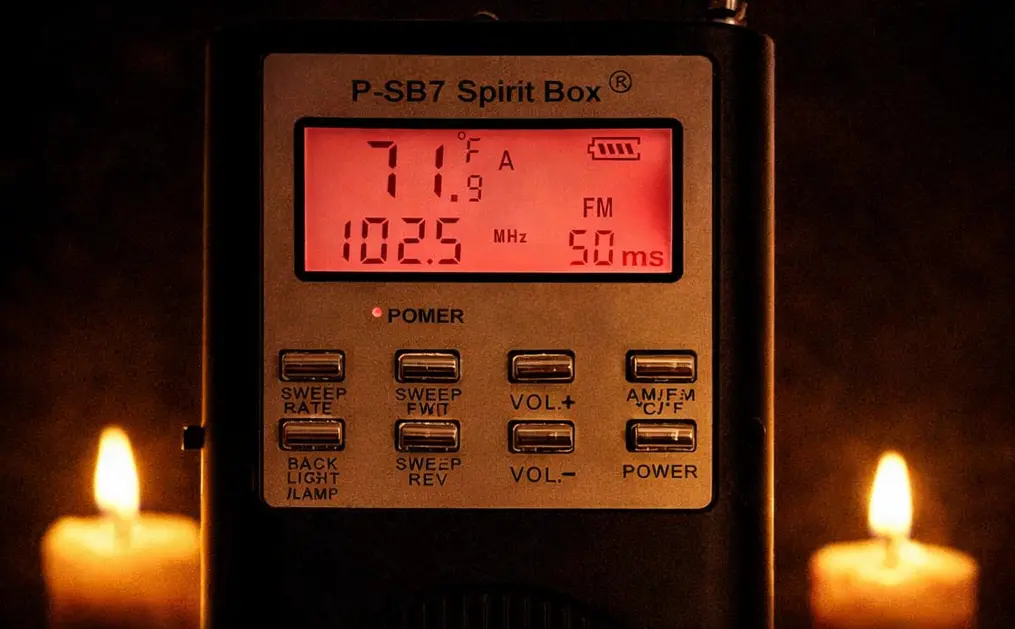 P-SB7 Spirit Box ®
71.9 °F A
FM
102.5 MHz 50 ms
POMER
SWEEP RATE
SWEEP FWT
VOL.+
AM/FM °C/°F
BACK LIGHT /LAMP
SWEEP REV
VOL.-
POWER